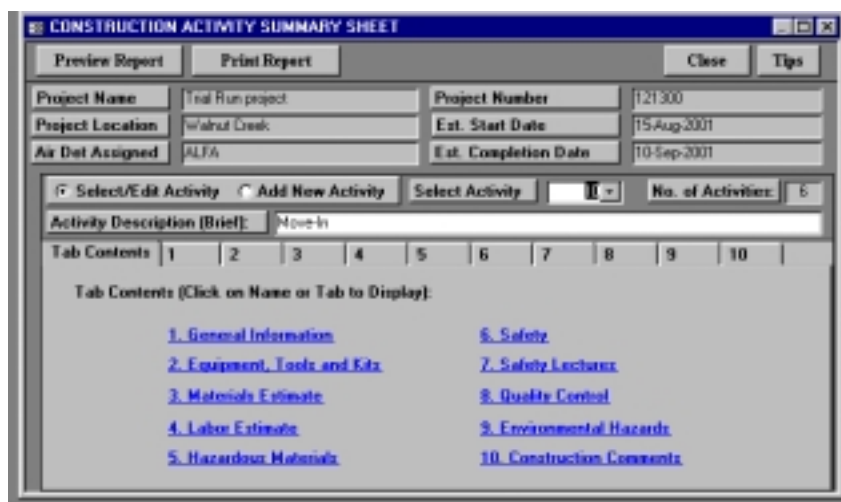 CONSTRUCTION ACTIVITY SUMMARY SHEET
Preview Report Print Report Close Tips
Project Name Trial Run project Project Number 121300
Project Location Walnut Creek Est. Start Date 15-Aug-2001
Air Det Assigned ALFA Est. Completion Date 10-Sep-2001
Select/Edit Activity Add New Activity Select Activity No. of Activities: 6
Activity Description (Brief): Move-In
Tab Contents 1 2 3 4 5 6 7 8 9 10
Tab Contents (Click on Name or Tab to Display):
1. General Information
2. Equipment, Tools and Kits
3. Materials Estimate
4. Labor Estimate
5. Hazardous Materials
6. Safety
7. Safety Lectures
8. Quality Control
9. Environmental Hazards
10. Construction Comments